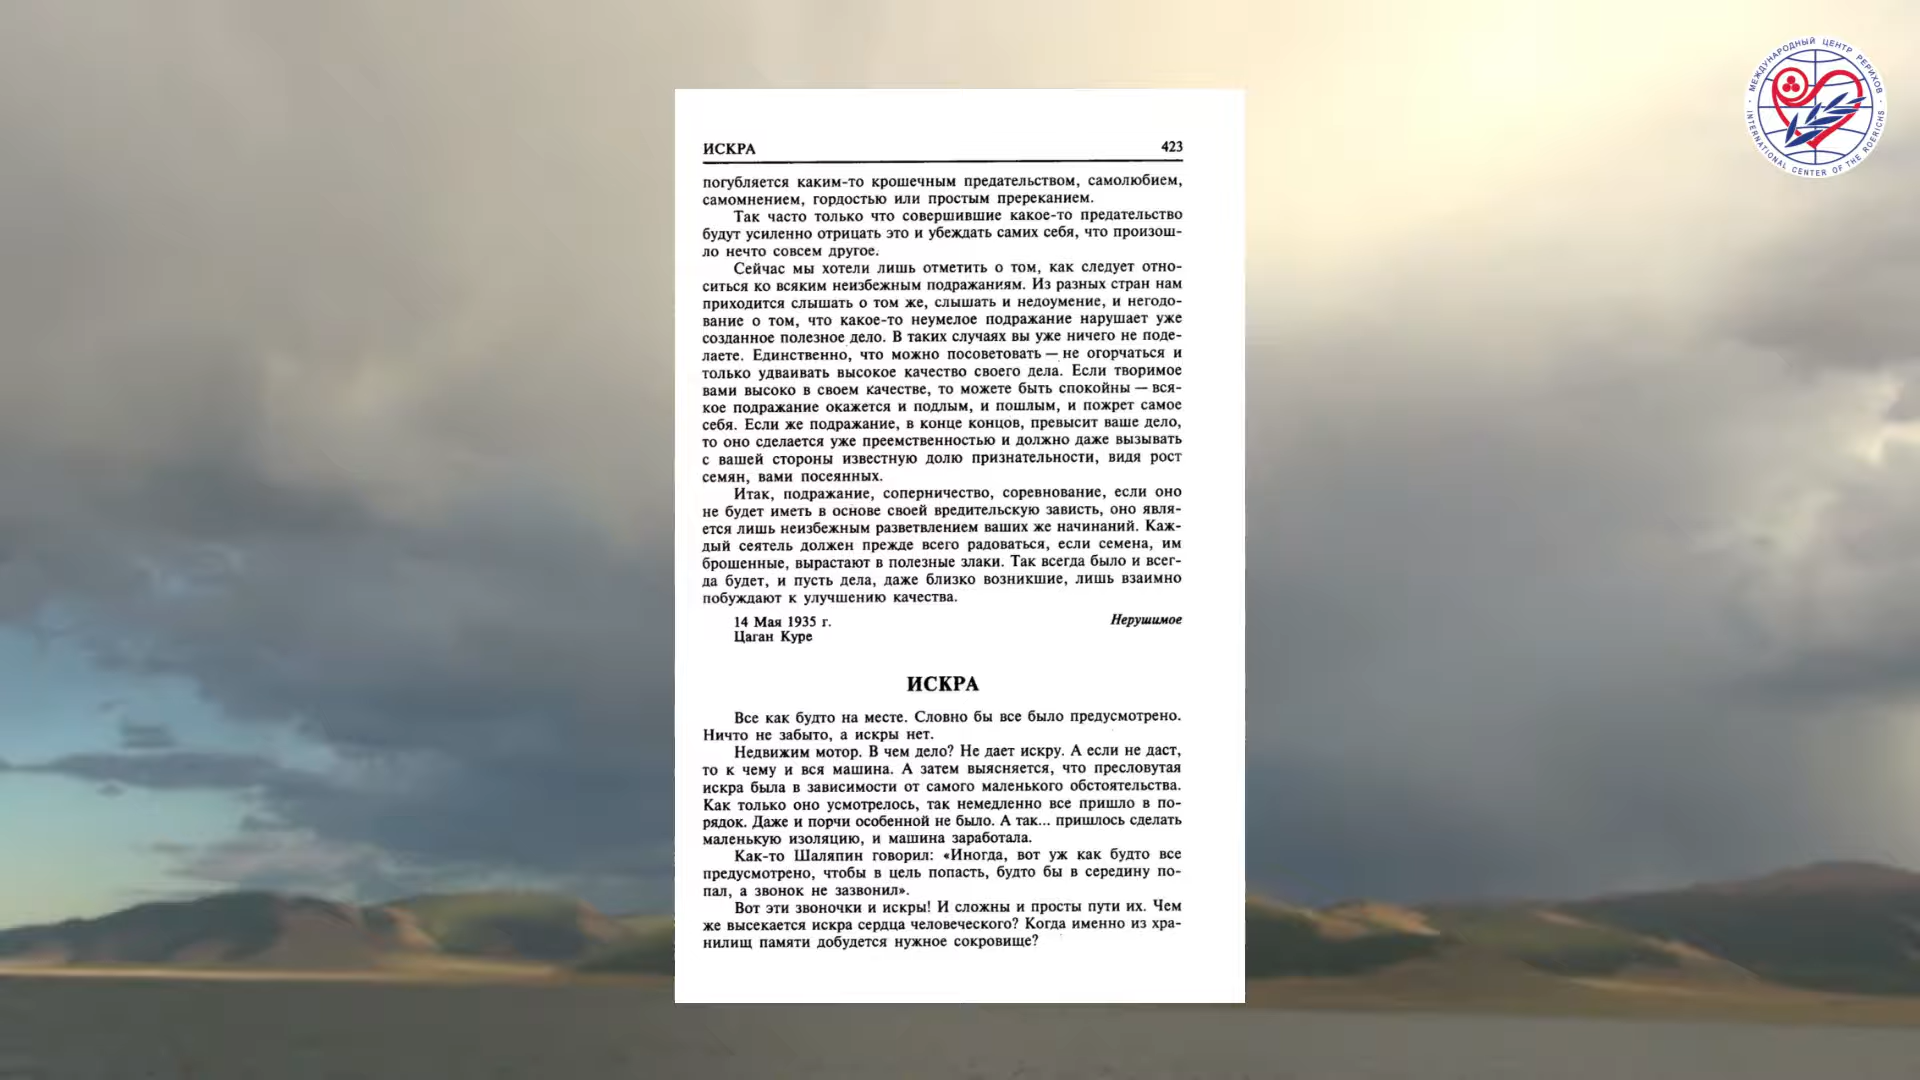 МЕЖДУНАРОДНЫЙ ЦЕНТР РЕРИХОВ
INTERNATIONAL CENTER OF THE ROERICHS
ИСКРА 423
погубляется каким-то крошечным предательством, самолюбием,
самомнением, гордостью или простым пререканием.
Так часто только что совершившие какое-то предательство
будут усиленно отрицать это и убеждать самих себя, что произош-
ло нечто совсем другое.
Сейчас мы хотели лишь отметить о том, как следует отно-
ситься ко всяким неизбежным подражаниям. Из разных стран нам
приходится слышать о том же, слышать и недоумение, и негодо-
вание о том, что какое-то неумелое подражание нарушает уже
созданное полезное дело. В таких случаях вы уже ничего не поде-
лаете. Единственно, что можно посоветовать — не огорчаться и
только удваивать высокое качество своего дела. Если творимое
вами высоко в своем качестве, то можете быть спокойны — вся-
кое подражание окажется и подлым, и пошлым, и пожрет самое
себя. Если же подражание, в конце концов, превысит ваше дело,
то оно сделается уже преемственностью и должно даже вызывать
с вашей стороны известную долю признательности, видя рост
семян, вами посеянных.
Итак, подражание, соперничество, соревнование, если оно
не будет иметь в основе своей вредительскую зависть, оно явля-
ется лишь неизбежным разветвлением ваших же начинаний. Каж-
дый сеятель должен прежде всего радоваться, если семена, им
брошенные, вырастают в полезные злаки. Так всегда было и всег-
да будет, и пусть дела, даже близко возникшие, лишь взаимно
побуждают к улучшению качества.
14 Мая 1935 г. Нерушимое
Цаган Куре
ИСКРА
Все как будто на месте. Словно бы все было предусмотрено.
Ничто не забыто, а искры нет.
Недвижим мотор. В чем дело? Не дает искру. А если не даст,
то к чему и вся машина. А затем выясняется, что пресловутая
искра была в зависимости от самого маленького обстоятельства.
Как только оно усмотрелось, так немедленно все пришло в по-
рядок. Даже и порчи особенной не было. А так... пришлось сделать
маленькую изоляцию, и машина заработала.
Как-то Шаляпин говорил: «Иногда, вот уж как будто все
предусмотрено, чтобы в цель попасть, будто бы в середину по-
пал, а звонок не зазвонил».
Вот эти звоночки и искры! И сложны и просты пути их. Чем
же высекается искра сердца человеческого? Когда именно из хра-
нилищ памяти добудется нужное сокровище?